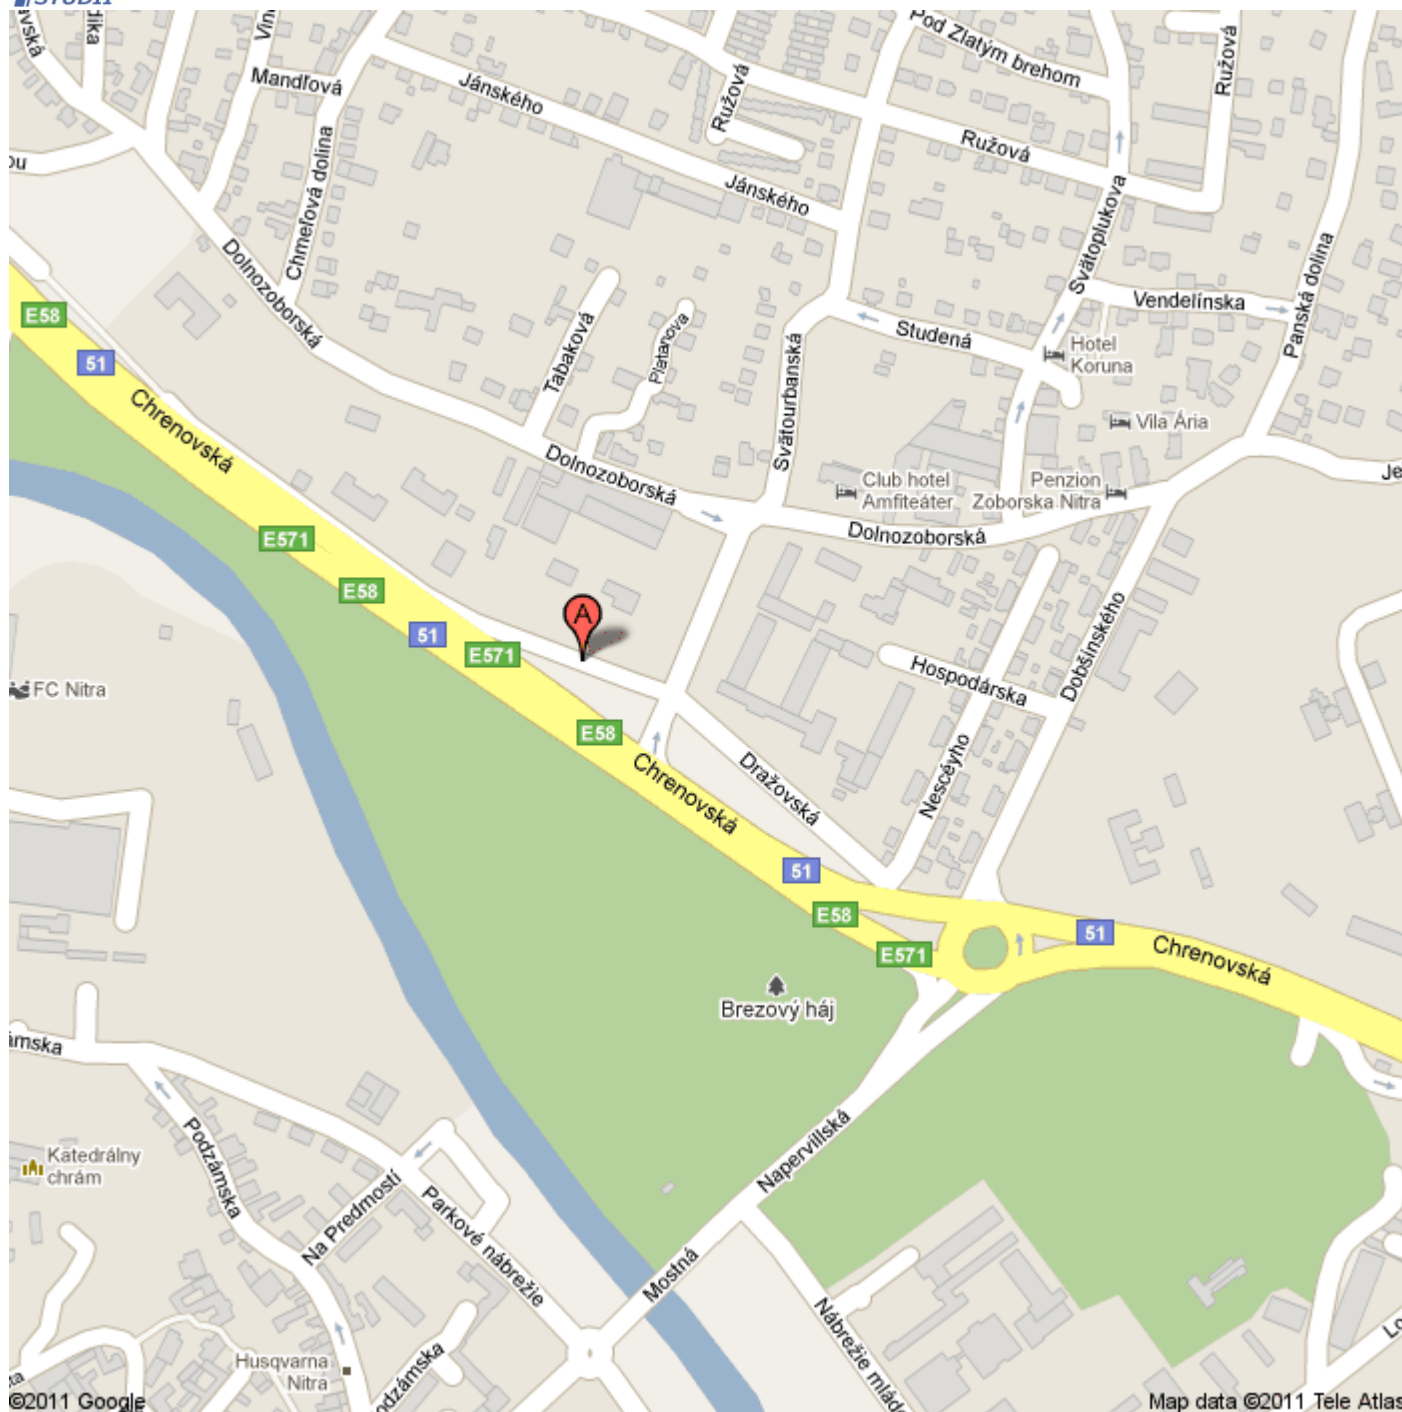 ŠTÚDIÍ
Pod Zlatým brehom
Mandľová
Jánskeho
Ružová
Ružová
Ružová
Jánskeho
Chmeľová dolina
Dolnozoborská
Svätoplukova
Panská dolina
Vendelínska
E58
51
Chrenovská
Tabaková
Platanova
Svätourbanská
Studená
Hotel
Koruna
Vila Ária
Dolnozoborská
Club hotel
Amfiteáter
Penzion
Zoborska Nitra
Dolnozoborská
E571
E58
51
E571
A
FC Nitra
Hospodárska
Dobšinského
Nescéyho
E58
Chrenovská
Dražovská
51
E58
E571
51
Chrenovská
Brezový háj
Napervillská
Katedrálny
chrám
Podzámska
Na Predmostí
Parkové nábrežie
Mostná
Husqvarna
Nitra
©2011 Google
Map data ©2011 Tele Atlas